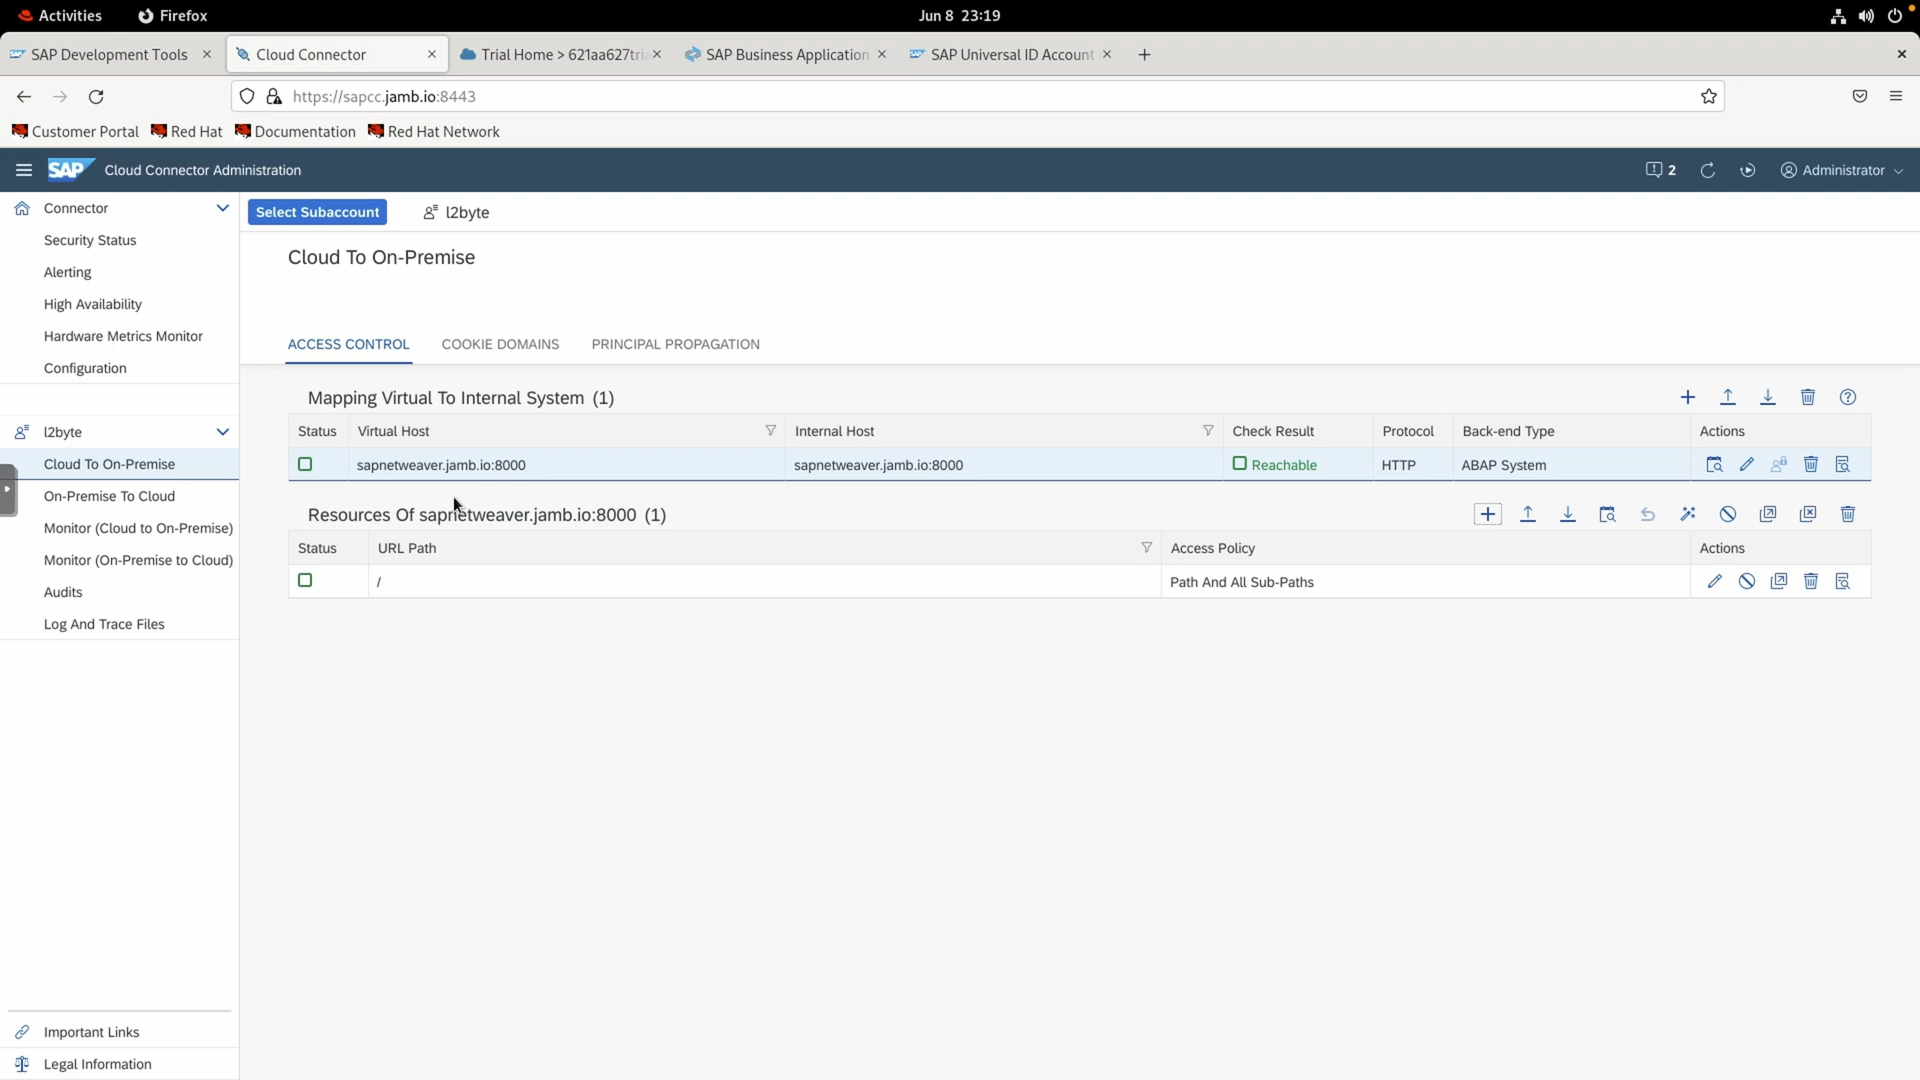 Activities Firefox Jun 8 23:19
SAP Development Tools Cloud Connector Trial Home > 621aa627tri SAP Business Application SAP Universal ID Account
https://sapcc.jamb.io:8443
Customer Portal Red Hat Documentation Red Hat Network
SAP Cloud Connector Administration 2 Administrator
Connector
Security Status
Alerting
High Availability
Hardware Metrics Monitor
Configuration
l2byte
Cloud To On-Premise
On-Premise To Cloud
Monitor (Cloud to On-Premise)
Monitor (On-Premise to Cloud)
Audits
Log And Trace Files
Important Links
Legal Information
Select Subaccount l2byte
Cloud To On-Premise
ACCESS CONTROL COOKIE DOMAINS PRINCIPAL PROPAGATION
Mapping Virtual To Internal System (1)
Status Virtual Host Internal Host Check Result Protocol Back-end Type Actions
sapnetweaver.jamb.io:8000 sapnetweaver.jamb.io:8000 Reachable HTTP ABAP System
Resources Of sapnetweaver.jamb.io:8000 (1)
Status URL Path Access Policy Actions
/ Path And All Sub-Paths